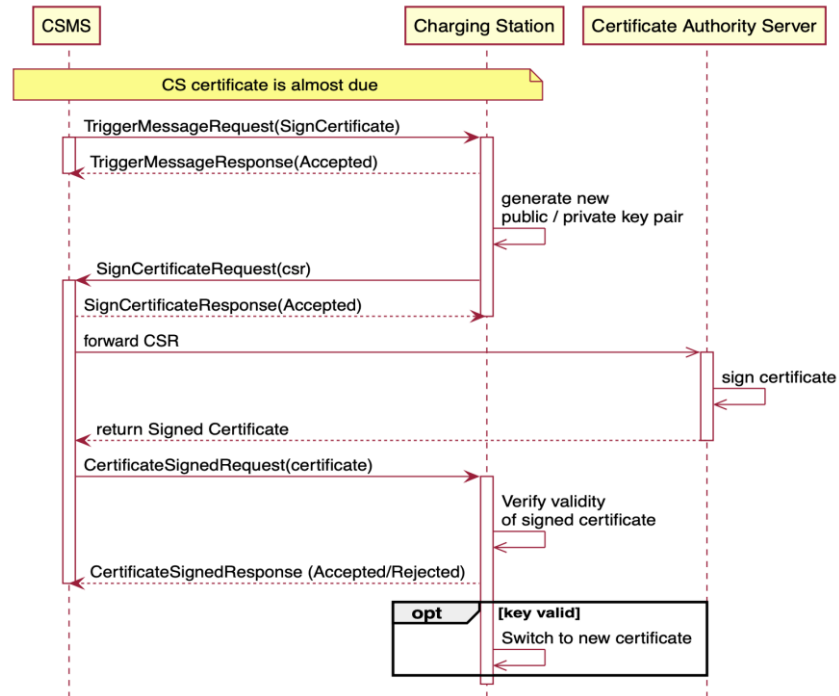 CSMS
Charging Station
Certificate Authority Server
CS certificate is almost due
TriggerMessageRequest(SignCertificate)
TriggerMessageResponse(Accepted)
generate new
public / private key pair
SignCertificateRequest(csr)
SignCertificateResponse(Accepted)
forward CSR
sign certificate
return Signed Certificate
CertificateSignedRequest(certificate)
Verify validity
of signed certificate
CertificateSignedResponse (Accepted/Rejected)
opt
[key valid]
Switch to new certificate